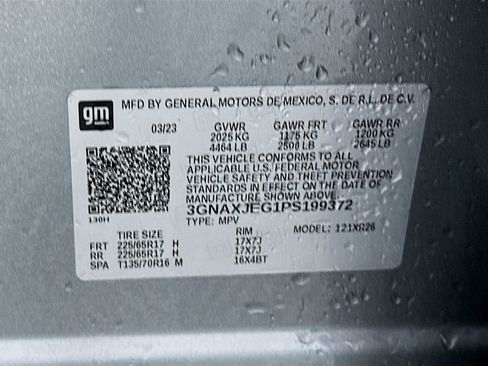 gm
MFD BY GENERAL MOTORS DE MEXICO, S. DE R.L. DE C.V.
03/23 GVWR GAWR FRT GAWR RR
2025 KG 1175 KG 1200 KG
4464 LB 2500 LB 2645 LB
THIS VEHICLE CONFORMS TO ALL
APPLICABLE U.S. FEDERAL MOTOR
VEHICLE SAFETY AND THEFT PREVENTION
STANDARDS IN EFFECT ON THE DATE OF
MANUFACTURE SHOWN ABOVE.
3GNAXJEG1PS199372
130H
TYPE: MPV
MODEL: 1XR26
TIRE SIZE RIM
FRT 225/65R17 H 17X7J
RR 225/65R17 H 17X7J
SPA T135/70R16 M 16X4BT